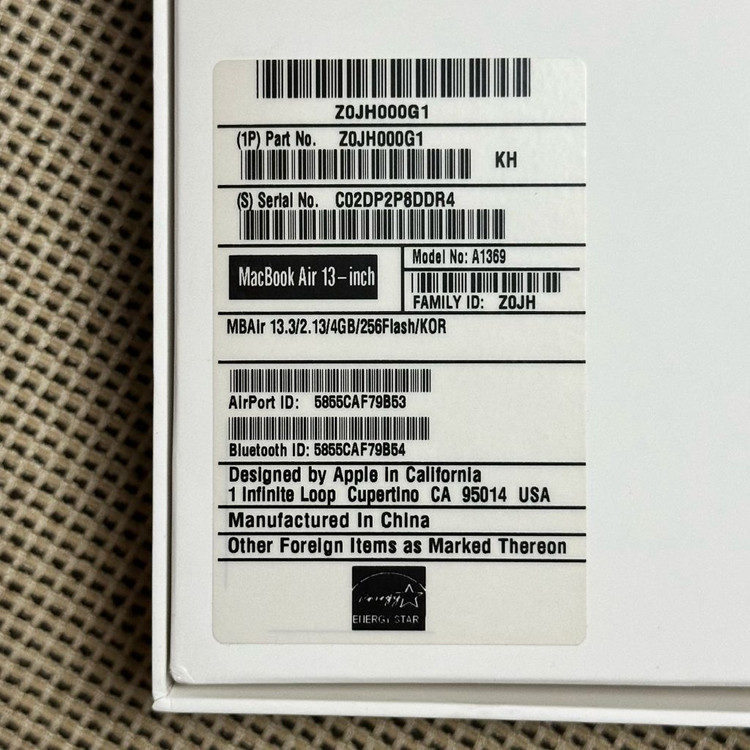 Z0JH000G1
(1P) Part No. Z0JH000G1
KH
(S) Serial No. C02DP2P8DDR4
MacBook Air 13-inch
Model No: A1369
FAMILY ID: Z0JH
MBAir 13.3/2.13/4GB/256Flash/KOR
AirPort ID: 5855CAF79B53
Bluetooth ID: 5855CAF79B54
Designed by Apple in California
1 Infinite Loop Cupertino CA 95014 USA
Manufactured in China
Other Foreign Items as Marked Thereon
energy
ENERGY STAR